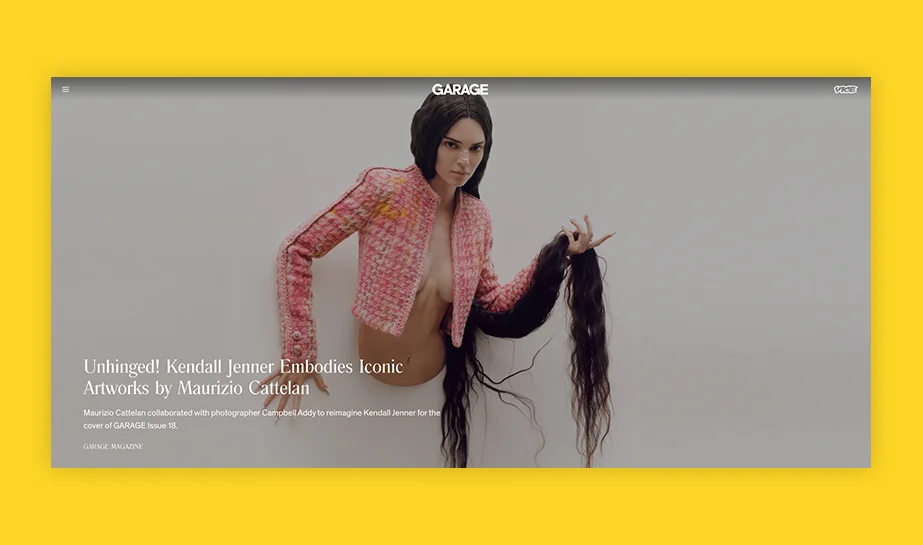 GARAGE
VICE
Unhinged! Kendall Jenner Embodies Iconic
Artworks by Maurizio Cattelan
Maurizio Cattelan collaborated with photographer Campbell Addy to reimagine Kendall Jenner for the
cover of GARAGE Issue 18.
GARAGE MAGAZINE